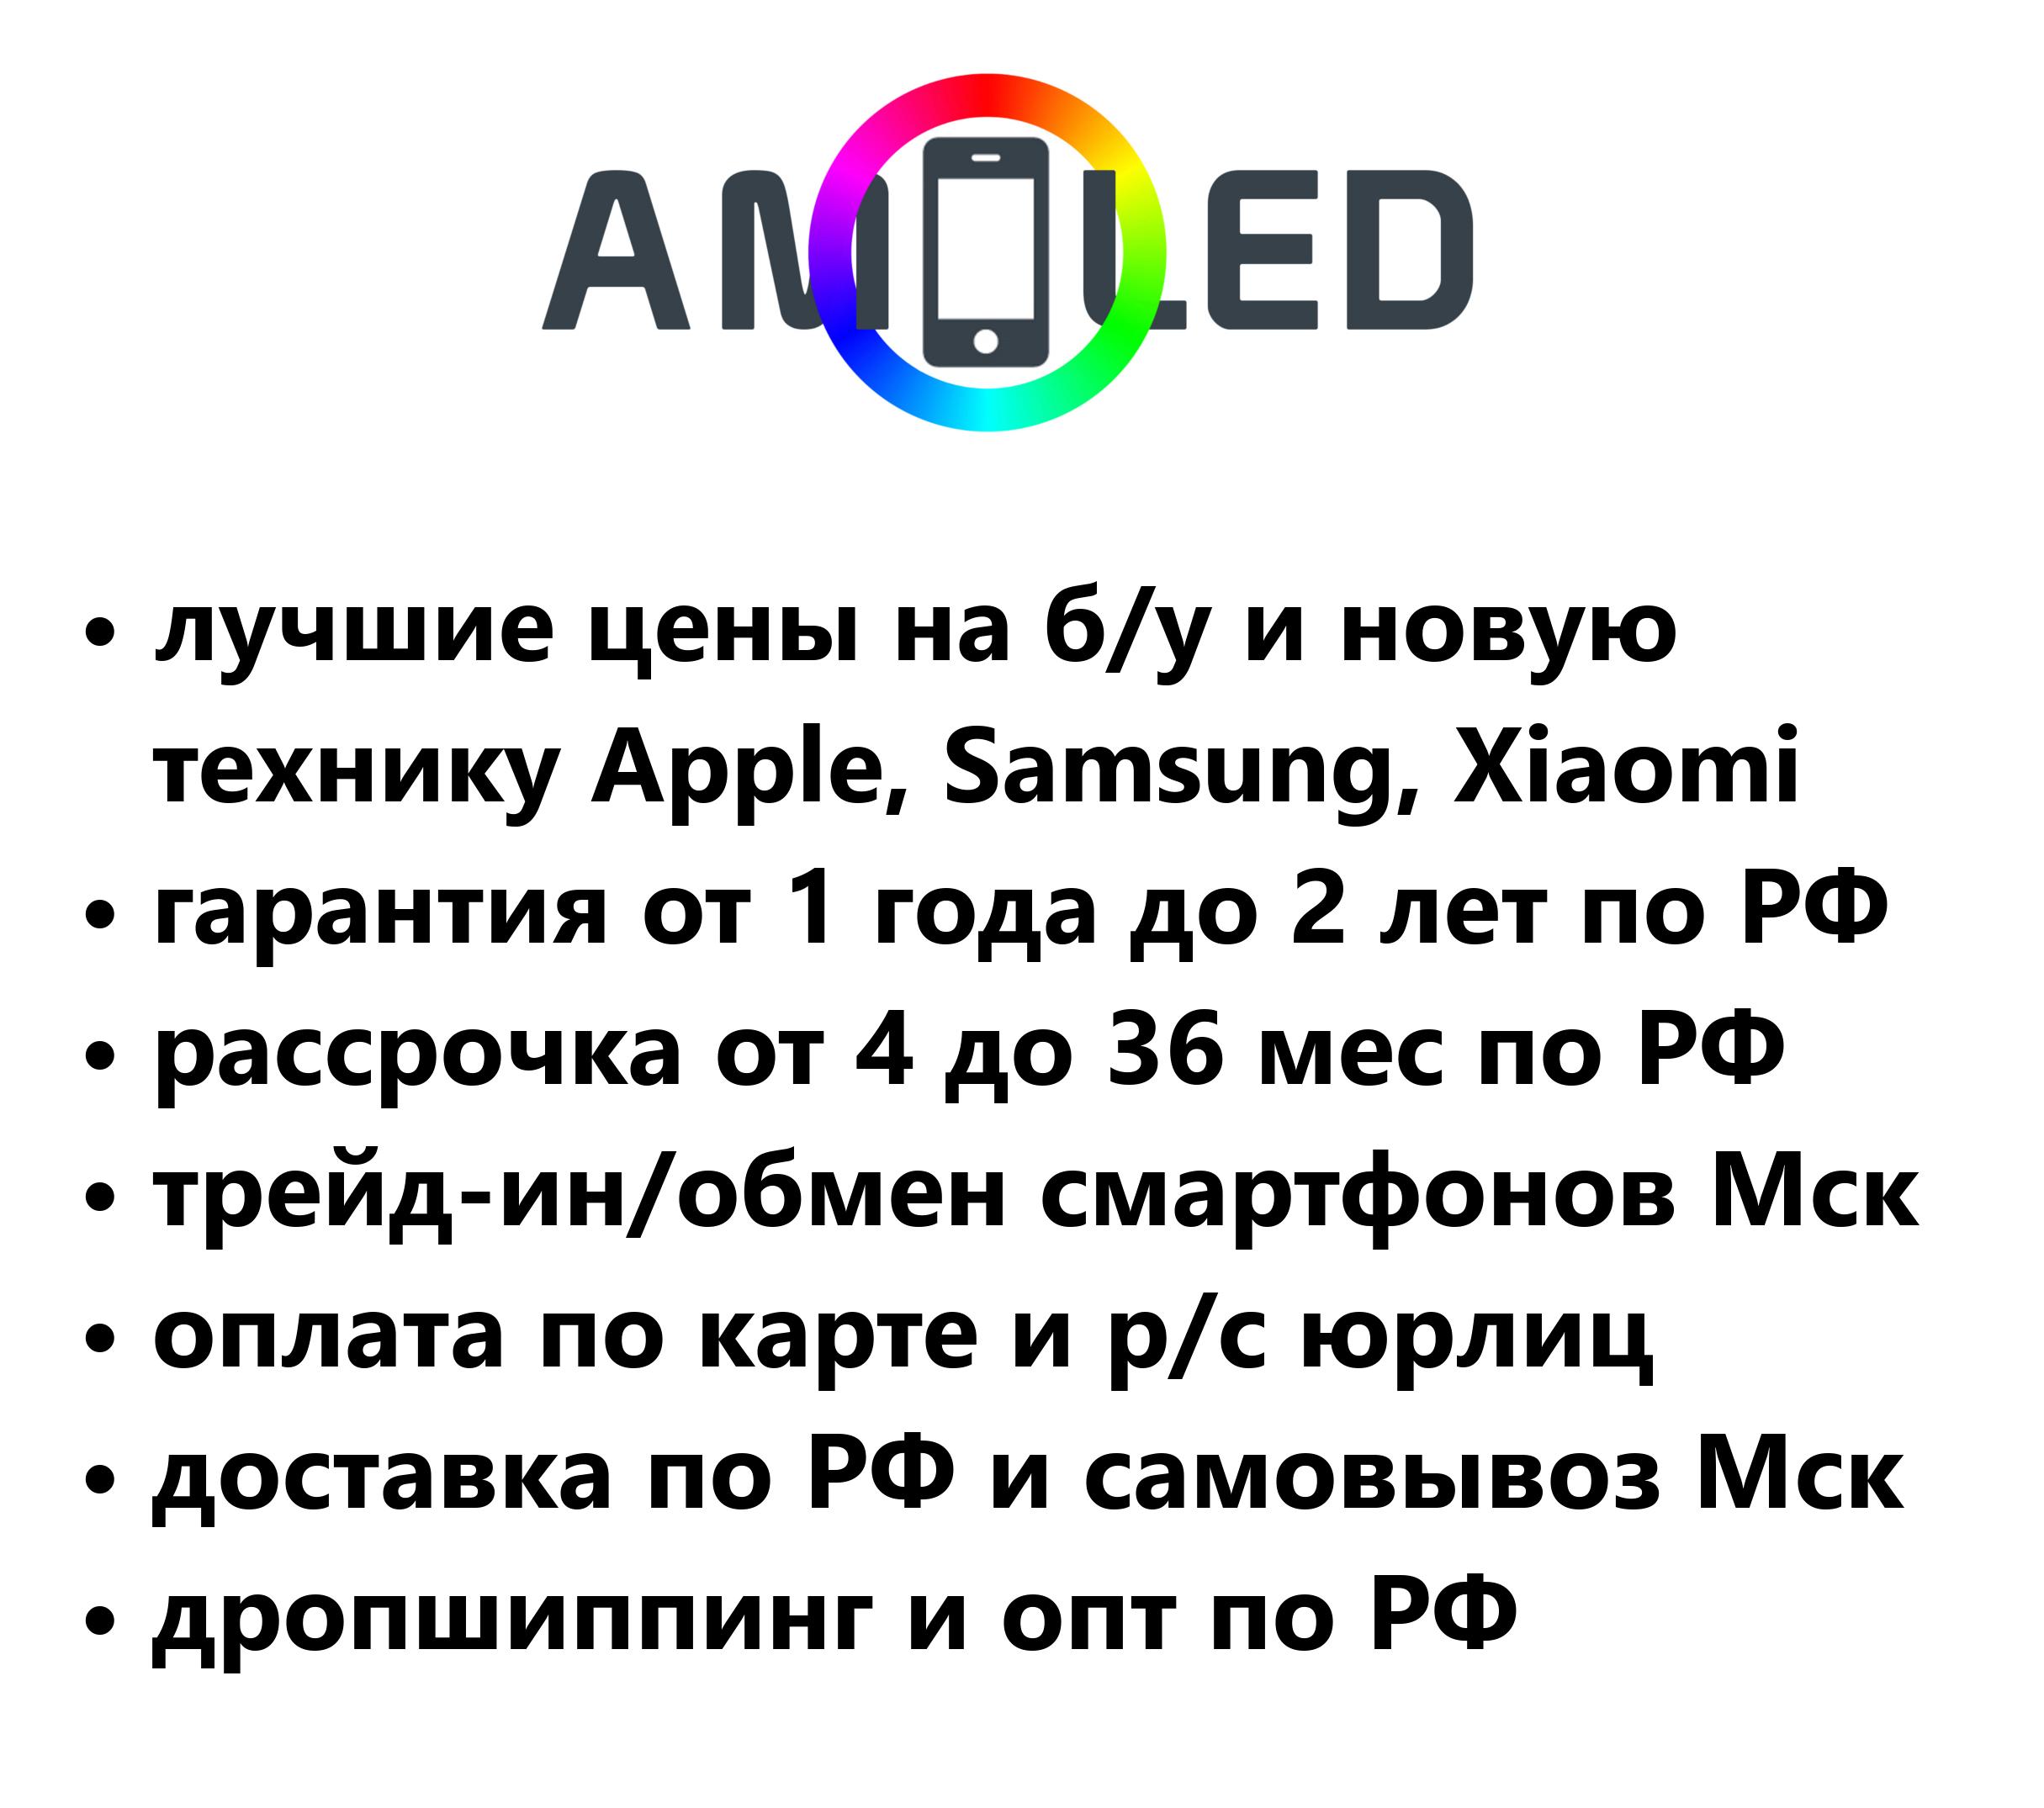 AMOLED
• лучшие цены на б/у и новую
технику Apple, Samsung, Xiaomi
• гарантия от 1 года до 2 лет по РФ
• рассрочка от 4 до 36 мес по РФ
• трейд-ин/обмен смартфонов Мск
• оплата по карте и р/с юрлиц
• доставка по РФ и самовывоз Мск
• дропшиппинг и опт по РФ